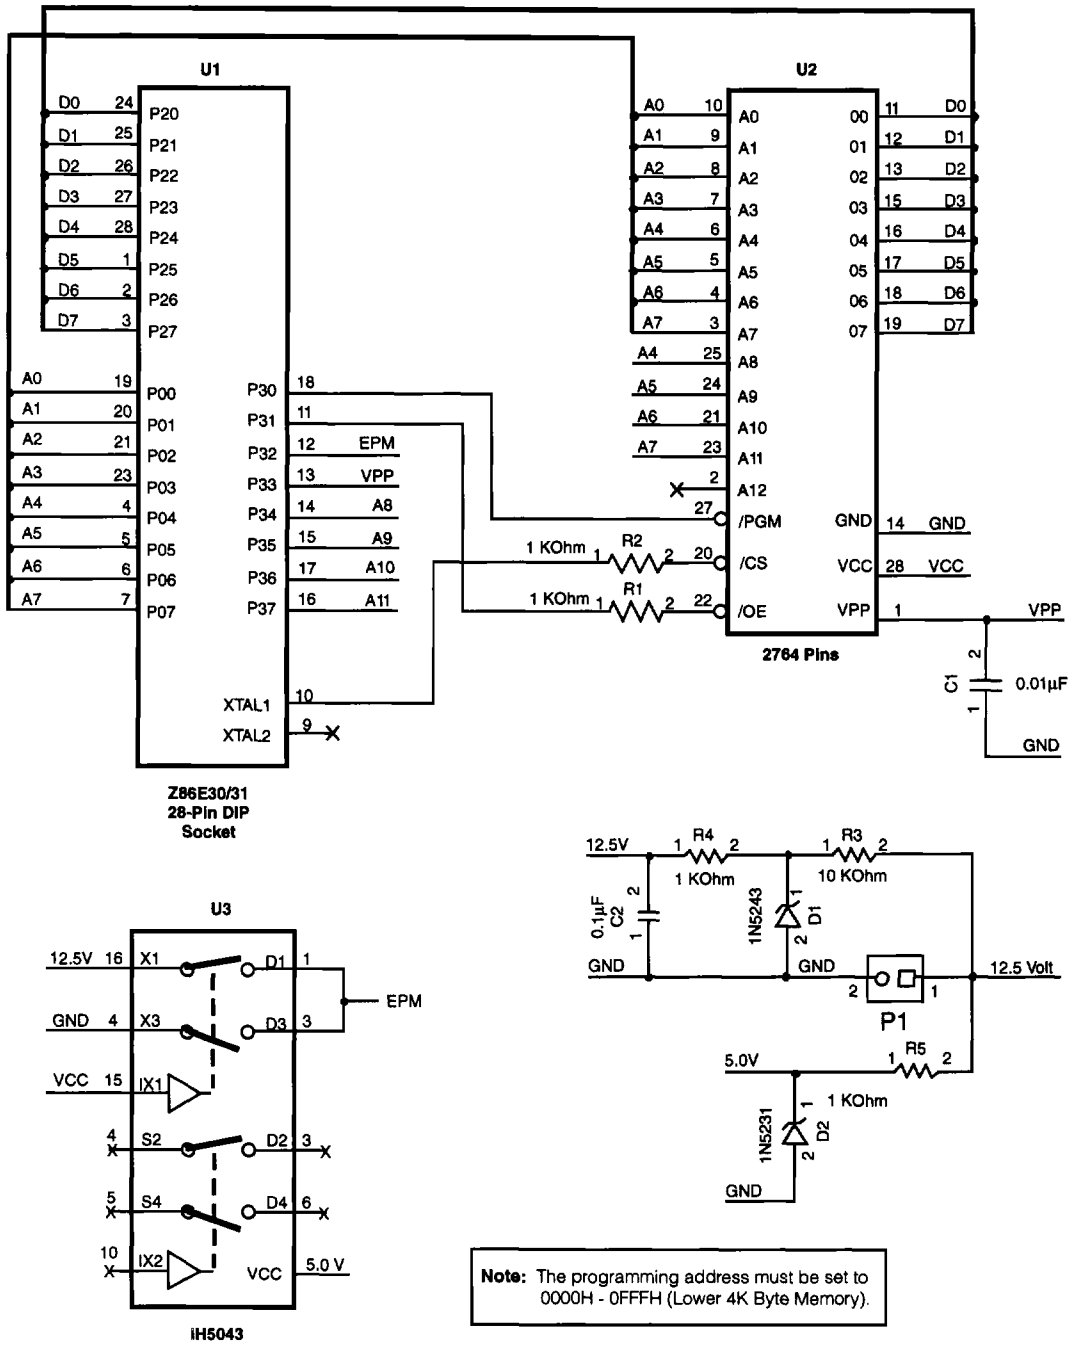 U1
U2
D0 24 P20
D1 25 P21
D2 26 P22
D3 27 P23
D4 28 P24
D5 1 P25
D6 2 P26
D7 3 P27
A0 19 P00
A1 20 P01
A2 21 P02
A3 23 P03
A4 4 P04
A5 5 P05
A6 6 P06
A7 7 P07
P30 18
P31 11
P32 12 EPM
P33 13 VPP
P34 14 A8
P35 15 A9
P36 17 A10
P37 16 A11
XTAL1 10
XTAL2 9
Z86E30/31
28-Pin DIP
Socket
A0 10 A0
A1 9 A1
A2 8 A2
A3 7 A3
A4 6 A4
A5 5 A5
A6 4 A6
A7 3 A7
A4 25 A8
A5 24 A9
A6 21 A10
A7 23 A11
2 A12
27 /PGM
1 KOhm 1 R2 2 20 /CS
1 KOhm 1 R1 2 22 /OE
00 11 D0
01 12 D1
02 13 D2
03 15 D3
04 16 D4
05 17 D5
06 18 D6
07 19 D7
GND 14 GND
VCC 28 VCC
VPP 1 VPP
2764 Pins
2
C1 0.01µF
1
GND
U3
12.5V 16 X1 D1 1
EPM
GND 4 X3 D3 3
VCC 15 IX1
4 S2 D2 3
5 S4 D4 6
10 IX2
VCC 5.0 V
IH5043
12.5V 1 R4 2 1 R3 2
1 KOhm 10 KOhm
0.1µF C2 2 1
1N5243 D1 1 2
GND GND 2 1 12.5 Volt
P1
5.0V 1 R5 2
1 KOhm
1N5231 D2 1 2
GND
Note: The programming address must be set to
0000H - 0FFFH (Lower 4K Byte Memory).